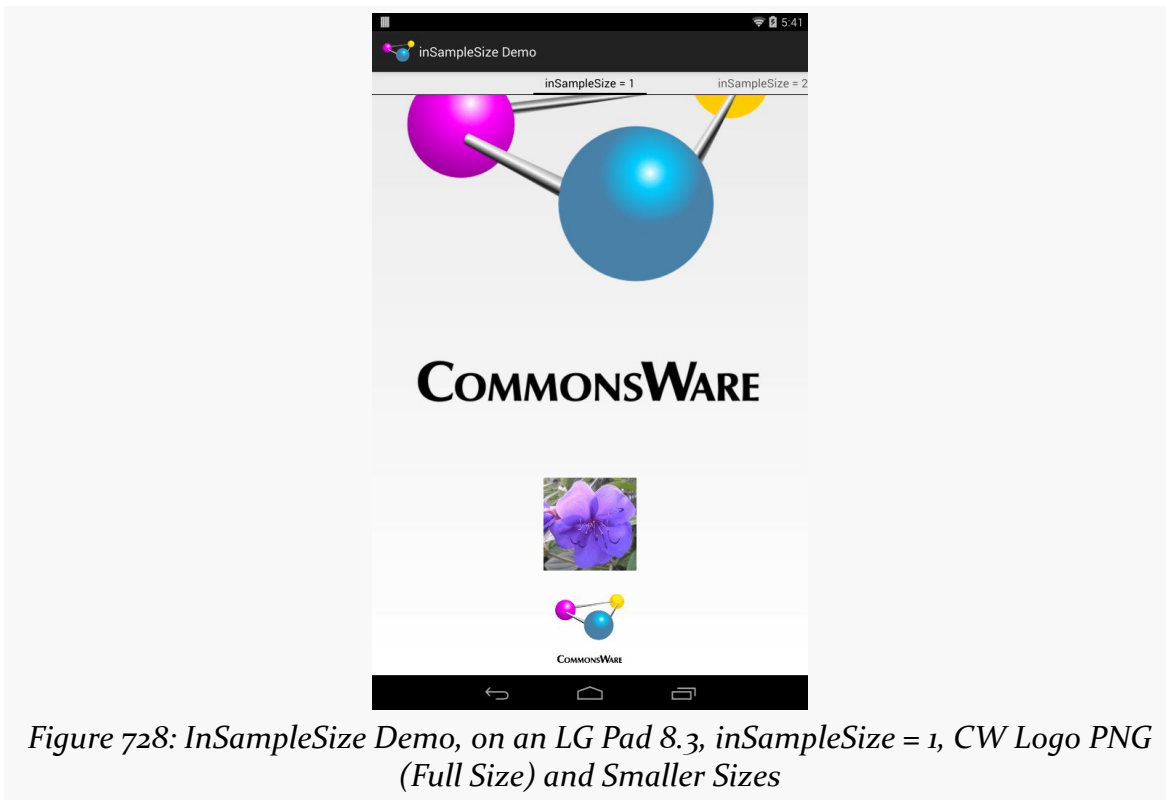 5:41
inSampleSize Demo
inSampleSize = 1
inSampleSize = 2
COMMONSWARE
COMMONSWARE
Figure 728: InSampleSize Demo, on an LG Pad 8.3, inSampleSize = 1, CW Logo PNG
(Full Size) and Smaller Sizes